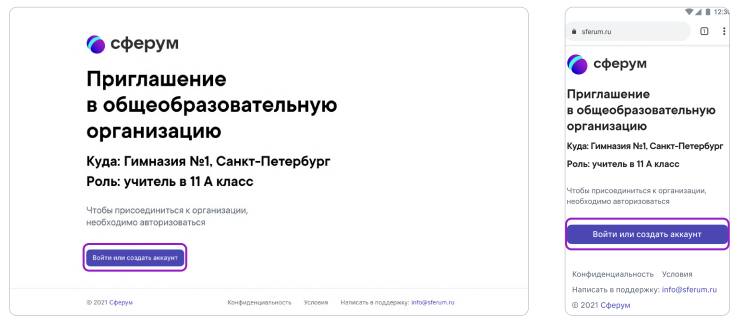 сферум
Приглашение
в общеобразовательную
организацию
Куда: Гимназия №1, Санкт-Петербург
Роль: учитель в 11 А класс
Чтобы присоединиться к организации,
необходимо авторизоваться
Войти или создать аккаунт
© 2021 Сферум Конфиденциальность Условия Написать в поддержку: info@sferum.ru
sferum.ru 1
сферум
Приглашение
в общеобразовательную
организацию
Куда: Гимназия №1, Санкт-Петербург
Роль: учитель в 11 А класс
Чтобы присоединиться к организации,
необходимо авторизоваться
Войти или создать аккаунт
Конфиденциальность Условия
Написать в поддержку: info@sferum.ru
© 2021 Сферум